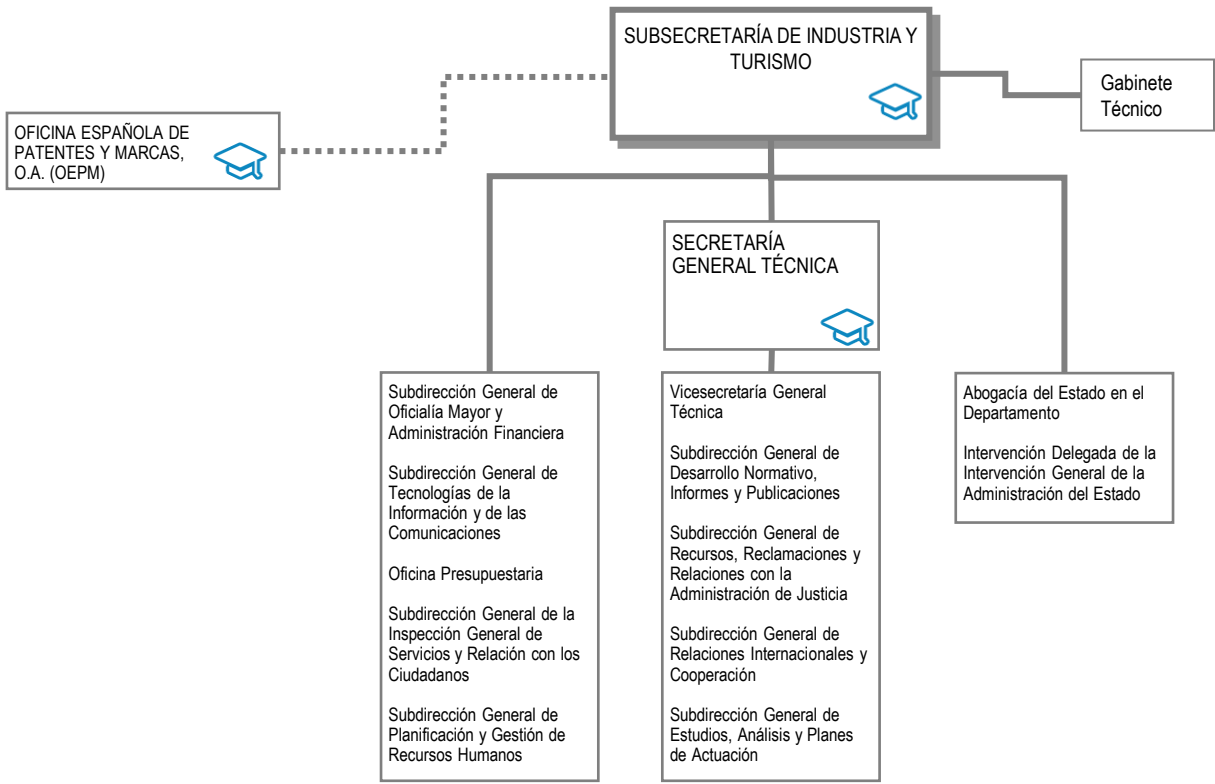 SUBSECRETARÍA DE INDUSTRIA Y
TURISMO
Gabinete
Técnico
OFICINA ESPAÑOLA DE
PATENTES Y MARCAS,
O.A. (OEPM)
SECRETARÍA
GENERAL TÉCNICA
Subdirección General de
Oficialía Mayor y
Administración Financiera
Subdirección General de
Tecnologías de la
Información y de las
Comunicaciones
Oficina Presupuestaria
Subdirección General de la
Inspección General de
Servicios y Relación con los
Ciudadanos
Subdirección General de
Planificación y Gestión de
Recursos Humanos
Vicesecretaría General
Técnica
Subdirección General de
Desarrollo Normativo,
Informes y Publicaciones
Subdirección General de
Recursos, Reclamaciones y
Relaciones con la
Administración de Justicia
Subdirección General de
Relaciones Internacionales y
Cooperación
Subdirección General de
Estudios, Análisis y Planes
de Actuación
Abogacía del Estado en el
Departamento
Intervención Delegada de la
Intervención General de la
Administración del Estado